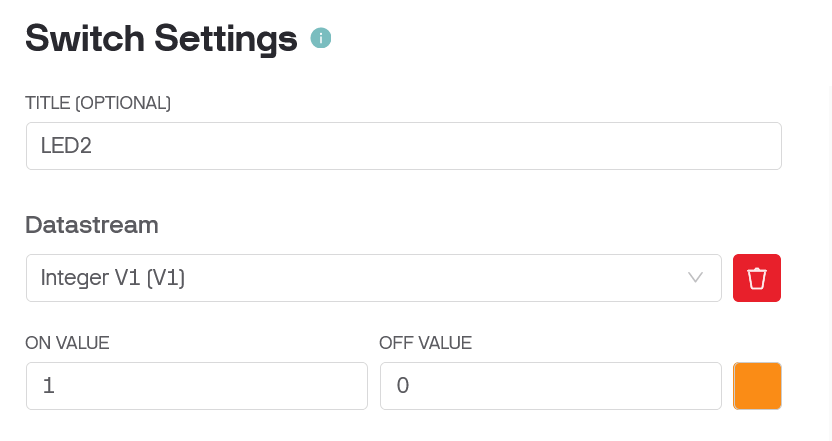 Switch Settings
TITLE (OPTIONAL)
LED2
Datastream
Integer V1 (V1)
ON VALUE
OFF VALUE
1
0